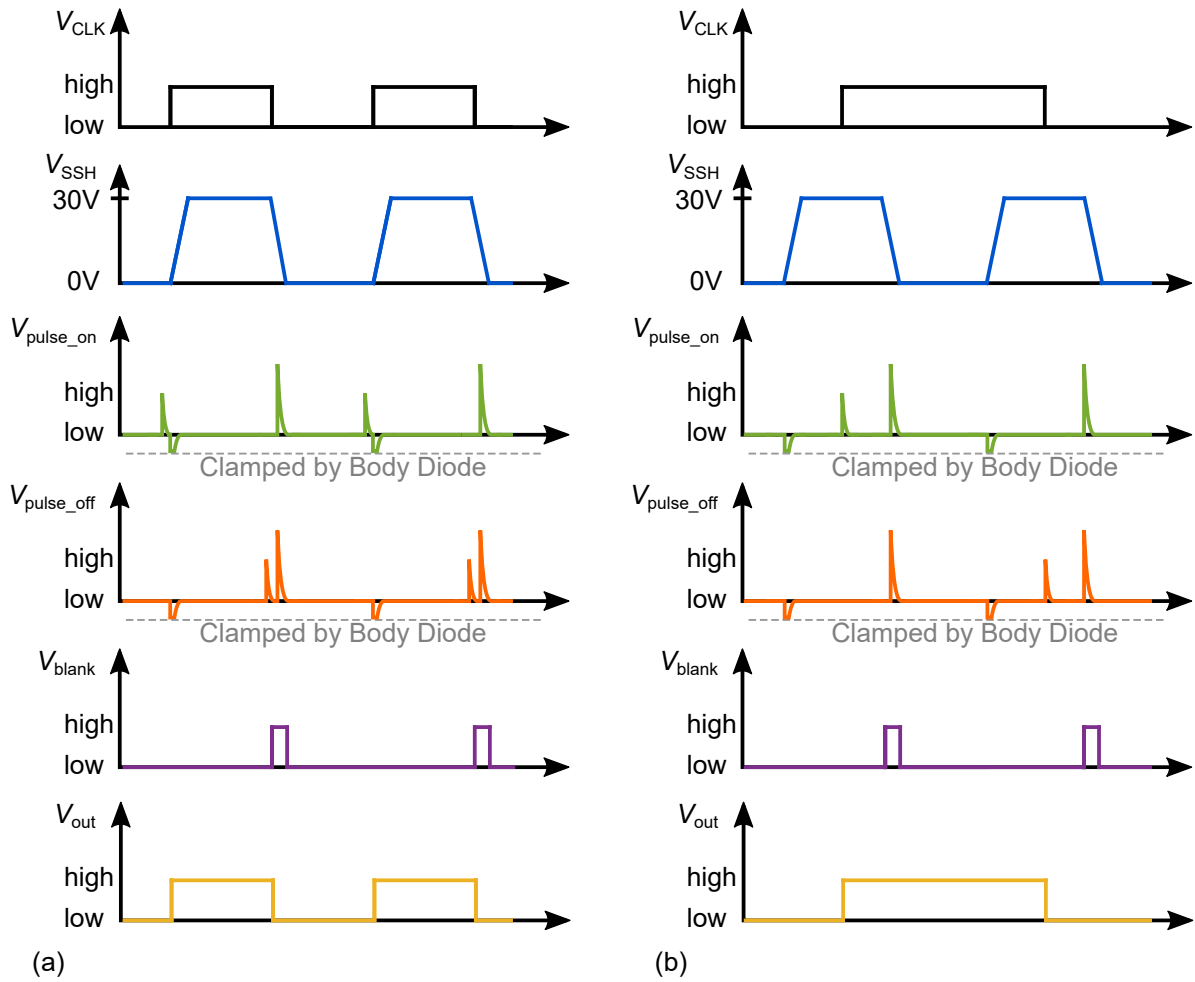 VCLK
high
low
VSSH
30V
0V
Vpulse_on
high
low
Clamped by Body Diode
Vpulse_off
high
low
Clamped by Body Diode
Vblank
high
low
Vout
high
low
(a)
VCLK
high
low
VSSH
30V
0V
Vpulse_on
high
low
Clamped by Body Diode
Vpulse_off
high
low
Clamped by Body Diode
Vblank
high
low
Vout
high
low
(b)